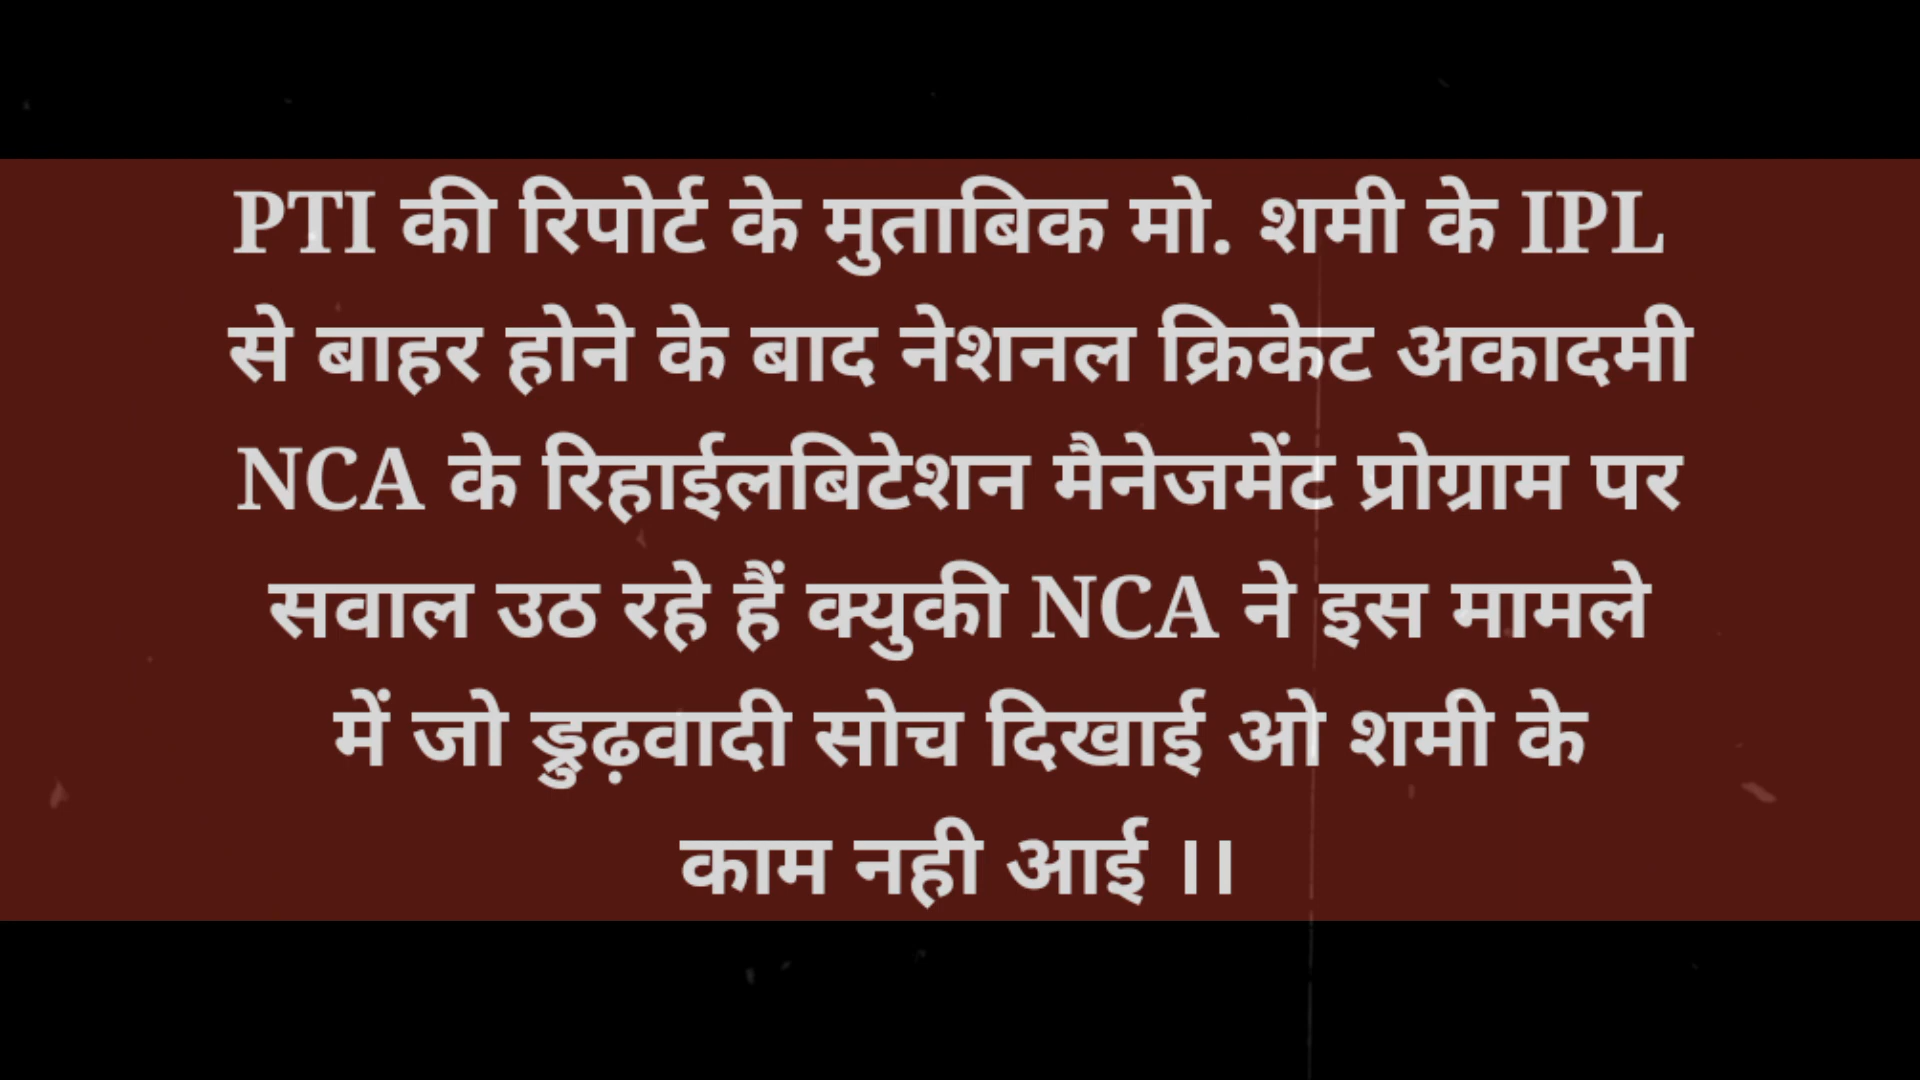 PTI की रिपोर्ट के मुताबिक मो. शमी के IPL
से बाहर होने के बाद नेशनल क्रिकेट अकादमी
NCA के रिहाईलबिटेशन मैनेजमेंट प्रोग्राम पर
सवाल उठ रहे हैं क्युकी NCA ने इस मामले
में जो ड्रुढ़वादी सोच दिखाई ओ शमी के
काम नही आई ।।